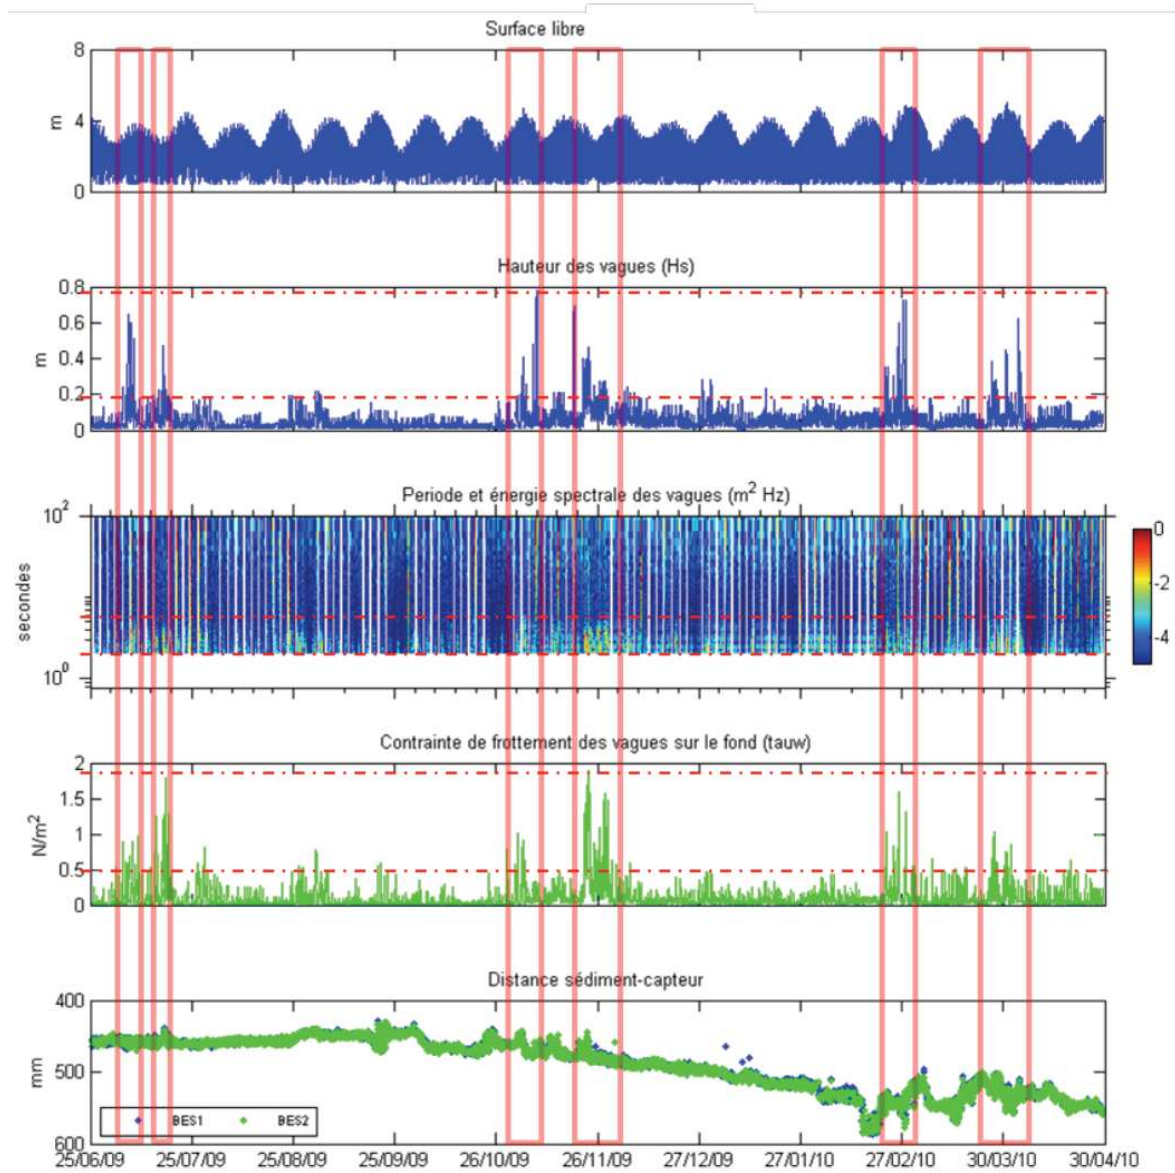 Surface libre
8
4
0
m
Hauteur des vagues (Hs)
0.8
0.6
0.4
0.2
0
m
Periode et énergie spectrale des vagues (m² Hz)
10²
10⁰
secondes
0
-2
-4
Contrainte de frottement des vagues sur le fond (tauw)
2
1.5
1
0.5
0
N/m²
Distance sédiment-capteur
400
500
600
mm
BES1 BES2
25/06/09 25/07/09 25/08/09 25/09/09 26/10/09 26/11/09 27/12/09 27/01/10 27/02/10 30/03/10 30/04/10